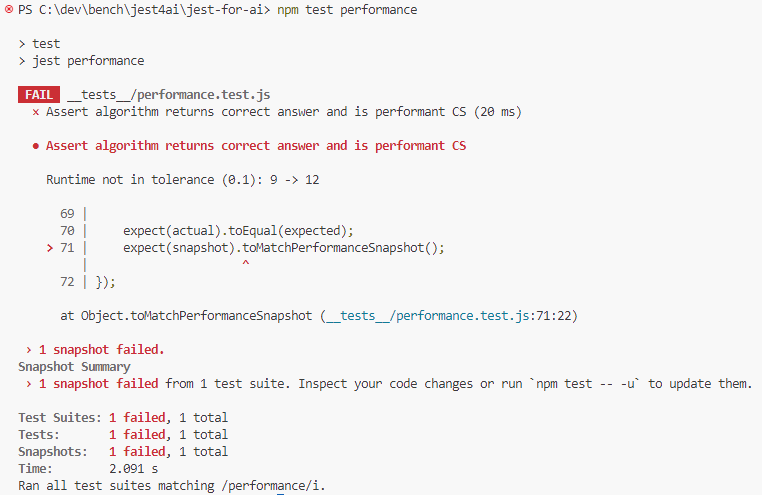 PS C:\dev\bench\jest4ai\jest-for-ai> npm test performance
> test
> jest performance
FAIL __tests__/performance.test.js
× Assert algorithm returns correct answer and is performant CS (20 ms)
● Assert algorithm returns correct answer and is performant CS
Runtime not in tolerance (0.1): 9 -> 12
69 |
70 |     expect(actual).toEqual(expected);
> 71 |     expect(snapshot).toMatchPerformanceSnapshot();
|                      ^
72 | });
at Object.toMatchPerformanceSnapshot (__tests__/performance.test.js:71:22)
› 1 snapshot failed.
Snapshot Summary
› 1 snapshot failed from 1 test suite. Inspect your code changes or run `npm test -- -u` to update them.
Test Suites: 1 failed, 1 total
Tests:       1 failed, 1 total
Snapshots:   1 failed, 1 total
Time:        2.091 s
Ran all test suites matching /performance/i.